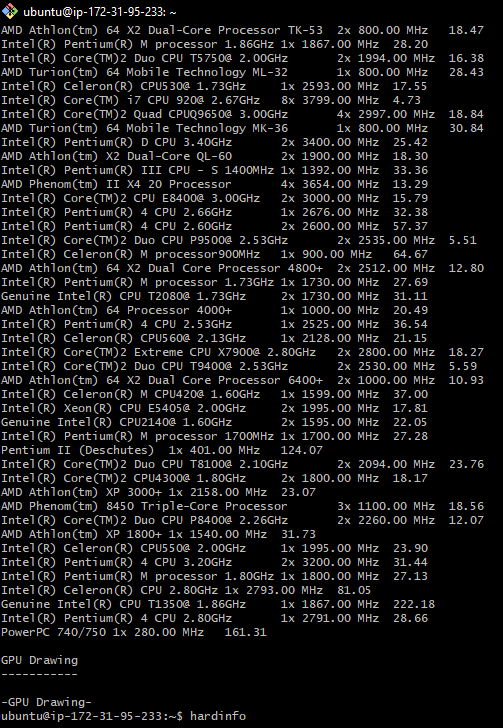 ubuntu@ip-172-31-95-233: ~
AMD Athlon(tm) 64 X2 Dual-Core Processor TK-53 2x 800.00 MHz 18.47
Intel(R) Pentium(R) M processor 1.86GHz 1x 1867.00 MHz 28.20
Intel(R) Core(TM)2 Duo CPU T5750@ 2.00GHz 2x 1994.00 MHz 16.38
AMD Turion(tm) 64 Mobile Technology ML-32 1x 800.00 MHz 28.43
Intel(R) Celeron(R) CPU530@ 1.73GHz 1x 2593.00 MHz 17.55
Intel(R) Core(TM) i7 CPU 920@ 2.67GHz 8x 3799.00 MHz 4.73
Intel(R) Core(TM)2 Quad CPUQ9650@ 3.00GHz 4x 2997.00 MHz 18.84
AMD Turion(tm) 64 Mobile Technology MK-36 1x 800.00 MHz 30.84
Intel(R) Pentium(R) D CPU 3.40GHz 2x 3400.00 MHz 25.42
AMD Athlon(tm) X2 Dual-Core QL-60 2x 1900.00 MHz 18.30
Intel(R) Pentium(R) III CPU - S 1400MHz 1x 1392.00 MHz 33.36
AMD Phenom(tm) II X4 20 Processor 4x 3654.00 MHz 13.29
Intel(R) Core(TM)2 CPU E8400@ 3.00GHz 2x 3000.00 MHz 15.79
Intel(R) Pentium(R) 4 CPU 2.66GHz 1x 2676.00 MHz 32.38
Intel(R) Pentium(R) 4 CPU 2.60GHz 2x 2600.00 MHz 57.37
Intel(R) Core(TM)2 Duo CPU P9500@ 2.53GHz 2x 2535.00 MHz 5.51
Intel(R) Celeron(R) M processor900MHz 1x 900.00 MHz 64.67
AMD Athlon(tm) 64 X2 Dual Core Processor 4800+ 2x 2512.00 MHz 12.80
Intel(R) Pentium(R) M processor 1.73GHz 1x 1730.00 MHz 27.69
Genuine Intel(R) CPU T2080@ 1.73GHz 2x 1730.00 MHz 31.11
AMD Athlon(tm) 64 Processor 4000+ 1x 1000.00 MHz 20.49
Intel(R) Pentium(R) 4 CPU 2.53GHz 1x 2525.00 MHz 36.54
Intel(R) Celeron(R) CPU560@ 2.13GHz 1x 2128.00 MHz 21.15
Intel(R) Core(TM)2 Extreme CPU X7900@ 2.80GHz 2x 2800.00 MHz 18.27
Intel(R) Core(TM)2 Duo CPU T9400@ 2.53GHz 2x 2530.00 MHz 5.59
AMD Athlon(tm) 64 X2 Dual Core Processor 6400+ 2x 1000.00 MHz 10.93
Intel(R) Celeron(R) M CPU420@ 1.60GHz 1x 1599.00 MHz 37.00
Intel(R) Xeon(R) CPU E5405@ 2.00GHz 2x 1995.00 MHz 17.81
Genuine Intel(R) CPU2140@ 1.60GHz 2x 1595.00 MHz 22.05
Intel(R) Pentium(R) M processor 1700MHz 1x 1700.00 MHz 27.28
Pentium II (Deschutes) 1x 401.00 MHz 124.07
Intel(R) Core(TM)2 Duo CPU T8100@ 2.10GHz 2x 2094.00 MHz 23.76
Intel(R) Core(TM)2 CPU4300@ 1.80GHz 2x 1800.00 MHz 18.17
AMD Athlon(tm) XP 3000+ 1x 2158.00 MHz 23.07
AMD Phenom(tm) 8450 Triple-Core Processor 3x 1100.00 MHz 18.56
Intel(R) Core(TM)2 Duo CPU P8400@ 2.26GHz 2x 2260.00 MHz 12.07
AMD Athlon(tm) XP 1800+ 1x 1540.00 MHz 31.73
Intel(R) Celeron(R) CPU550@ 2.00GHz 1x 1995.00 MHz 23.90
Intel(R) Pentium(R) 4 CPU 3.20GHz 2x 3200.00 MHz 31.44
Intel(R) Pentium(R) M processor 1.80GHz 1x 1800.00 MHz 27.13
Intel(R) Celeron(R) CPU 2.80GHz 1x 2793.00 MHz 81.05
Genuine Intel(R) CPU T1350@ 1.86GHz 1x 1867.00 MHz 222.18
Intel(R) Pentium(R) 4 CPU 2.80GHz 1x 2791.00 MHz 28.66
PowerPC 740/750 1x 280.00 MHz 161.31
GPU Drawing
-----------
-GPU Drawing-
ubuntu@ip-172-31-95-233:~$ hardinfo